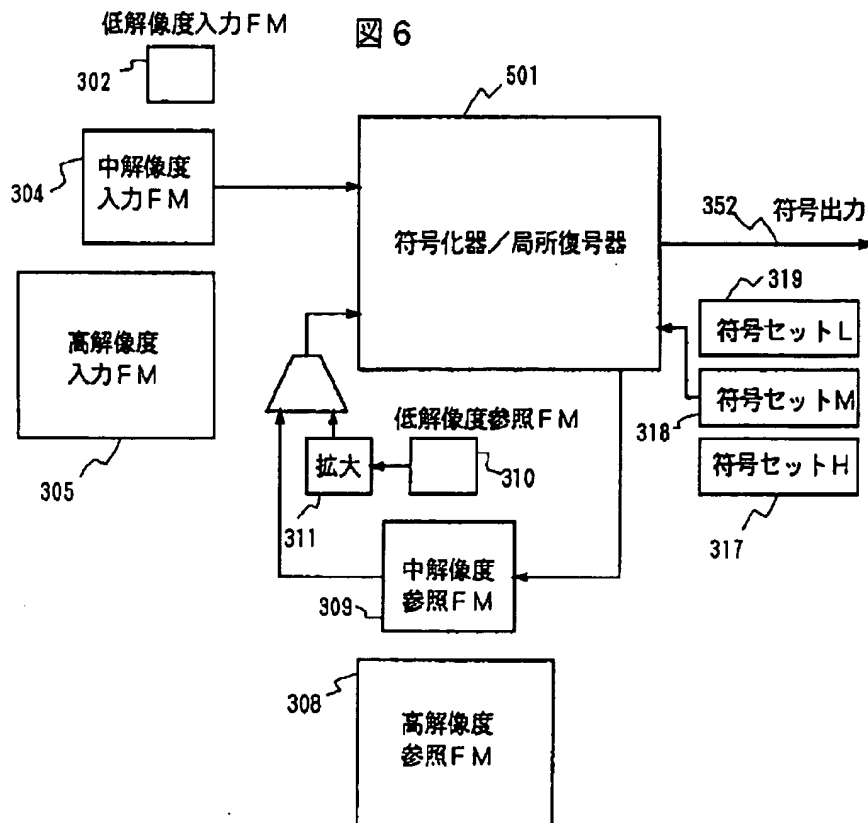 低解像度入力FM
図6
302
501
304
中解像度
入力FM
符号化器/局所復号器
352
符号出力
319
符号セットL
高解像度
入力FM
符号セットM
318
低解像度参照FM
305
拡大
310
符号セットH
311
317
中解像度
参照FM
309
308
高解像度
参照FM